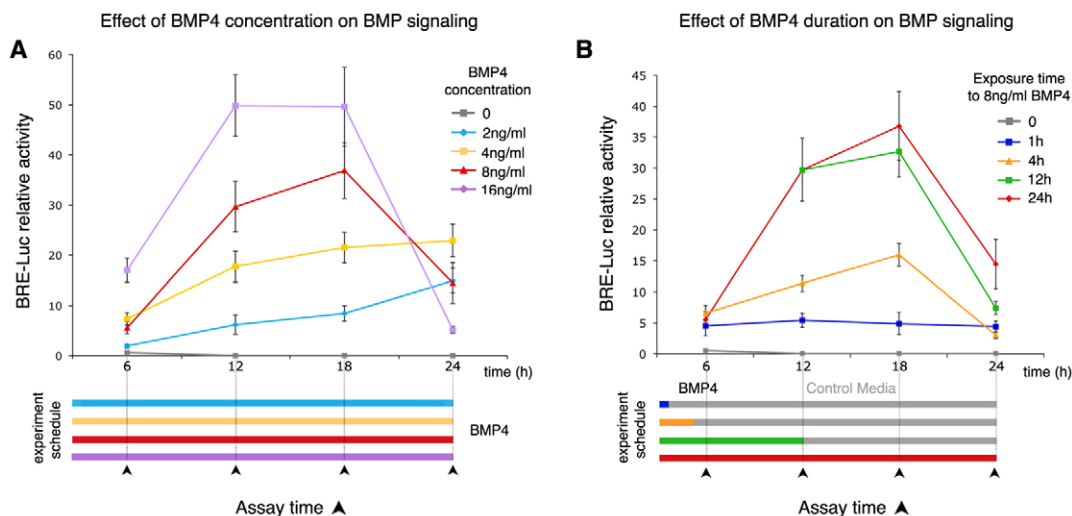 Effect of BMP4 concentration on BMP signaling
A
BRE-Luc relative activity
60
50
40
30
20
10
0
6
12
18
24
time (h)
BMP4
concentration
0
2ng/ml
4ng/ml
8ng/ml
16ng/ml
experiment
schedule
BMP4
Assay time
Effect of BMP4 duration on BMP signaling
B
BRE-Luc relative activity
45
40
35
30
25
20
15
10
5
0
6
12
18
24
time (h)
Exposure time
to 8ng/ml BMP4
0
1h
4h
12h
24h
BMP4
Control Media
experiment
schedule
Assay time